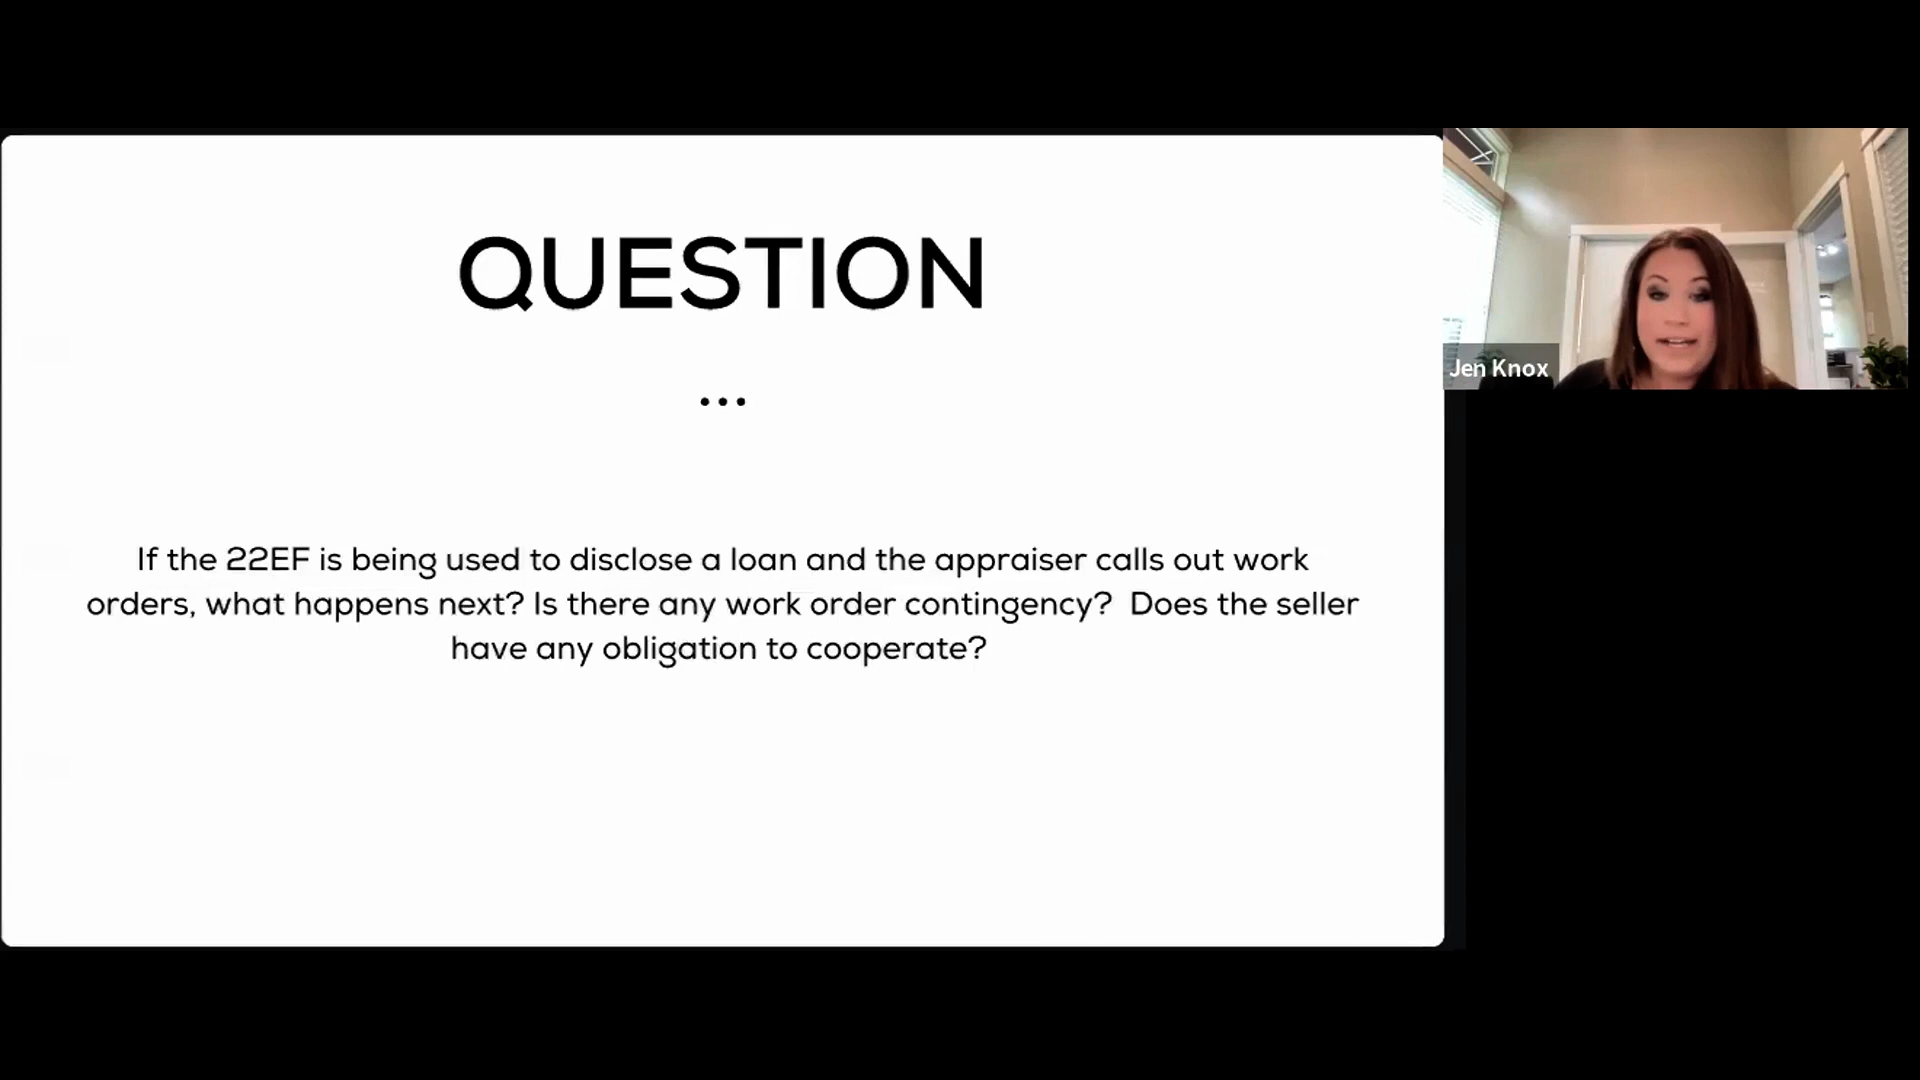 QUESTION
...
If the 22EF is being used to disclose a loan and the appraiser calls out work
orders, what happens next? Is there any work order contingency?  Does the seller
have any obligation to cooperate?
Jen Knox